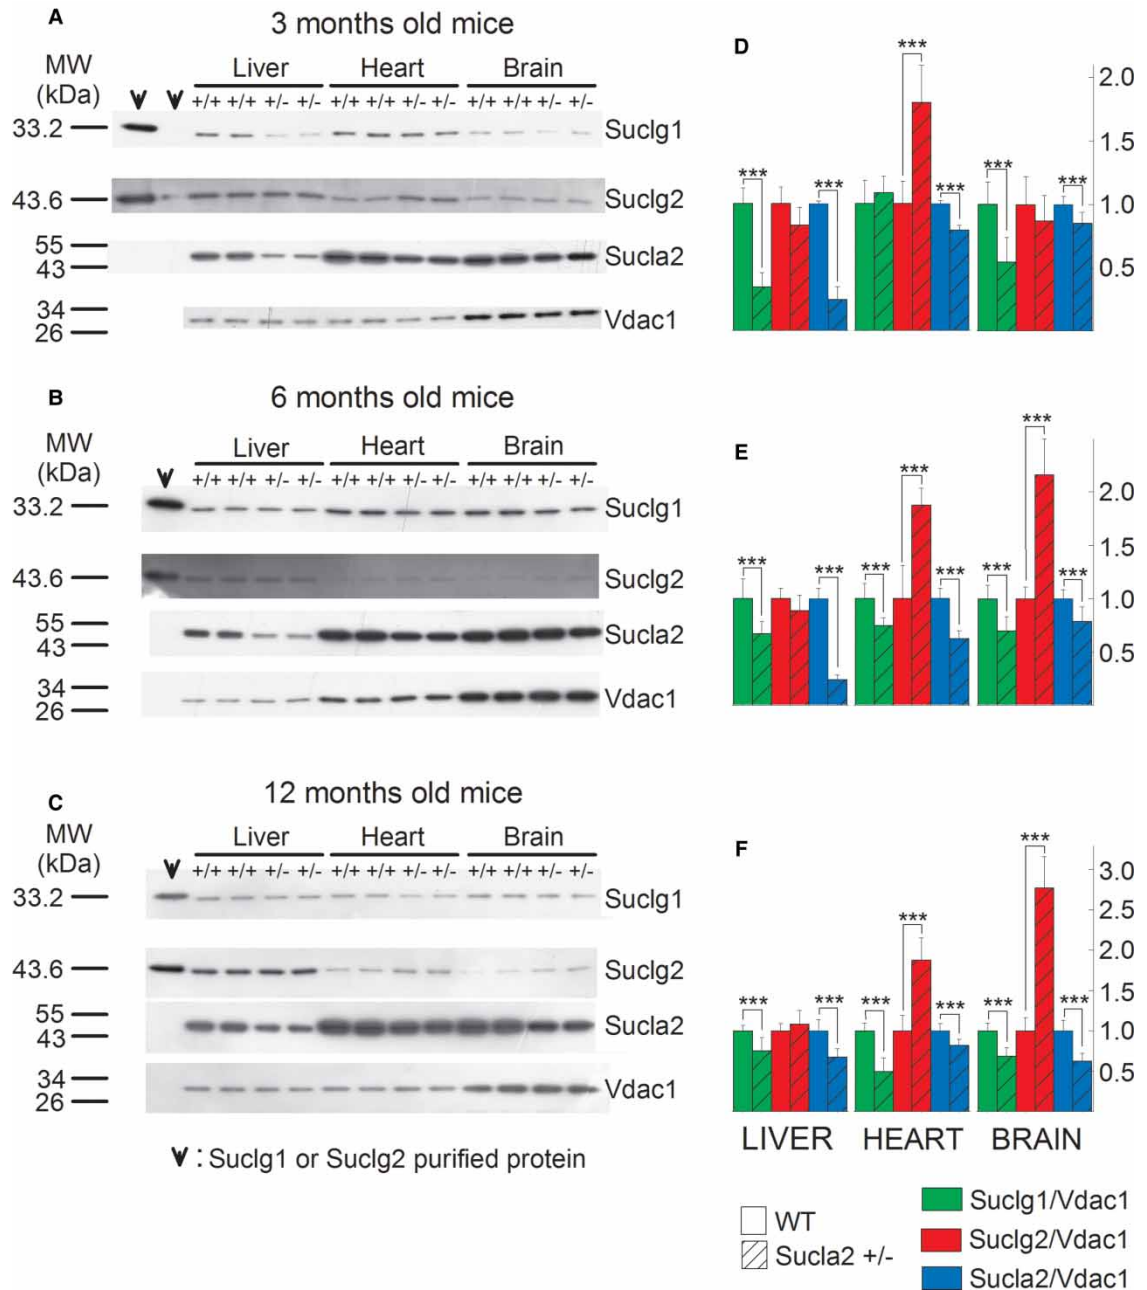 A
3 months old mice
MW
(kDa)
Liver Heart Brain
+/+ +/+ +/- +/- +/+ +/+ +/- +/- +/+ +/+ +/- +/-
33.2
Suclg1
43.6
Suclg2
55
43
Sucla2
34
26
Vdac1
B
6 months old mice
MW
(kDa)
Liver Heart Brain
+/+ +/+ +/- +/- +/+ +/+ +/- +/- +/+ +/+ +/- +/-
33.2
Suclg1
43.6
Suclg2
55
43
Sucla2
34
26
Vdac1
C
12 months old mice
MW
(kDa)
Liver Heart Brain
+/+ +/+ +/- +/- +/+ +/+ +/- +/- +/+ +/+ +/- +/-
33.2
Suclg1
43.6
Suclg2
55
43
Sucla2
34
26
Vdac1
: Suclg1 or Suclg2 purified protein
D
*** *** *** *** *** ***
2.0
1.5
1.0
0.5
E
*** *** *** *** *** *** *** ***
2.0
1.5
1.0
0.5
F
*** *** *** *** *** *** *** ***
3.0
2.5
3.0
1.5
1.0
0.5
LIVER HEART BRAIN
WT
Sucla2 +/-
Suclg1/Vdac1
Suclg2/Vdac1
Sucla2/Vdac1